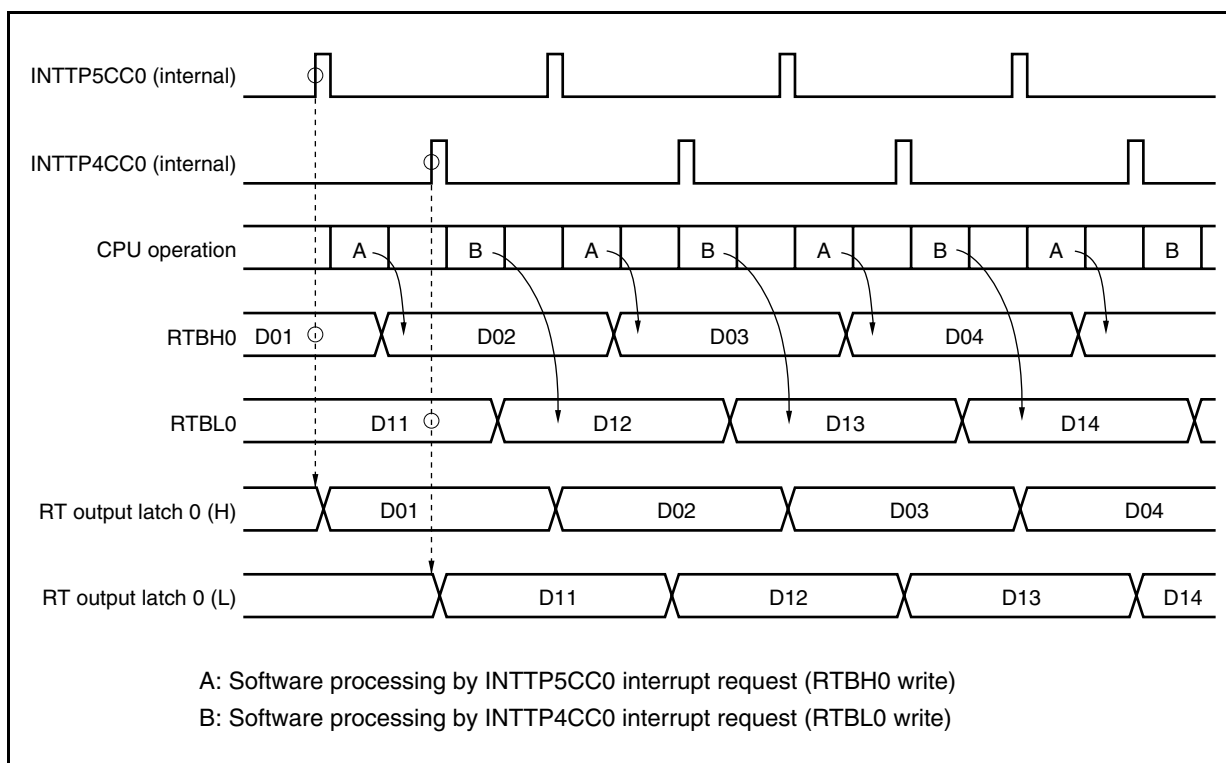 INTTP5CC0 (internal)
INTTP4CC0 (internal)
CPU operation A B A B A B A B
RTBH0 D01 D02 D03 D04
RTBL0 D11 D12 D13 D14
RT output latch 0 (H) D01 D02 D03 D04
RT output latch 0 (L) D11 D12 D13 D14
A: Software processing by INTTP5CC0 interrupt request (RTBH0 write)
B: Software processing by INTTP4CC0 interrupt request (RTBL0 write)